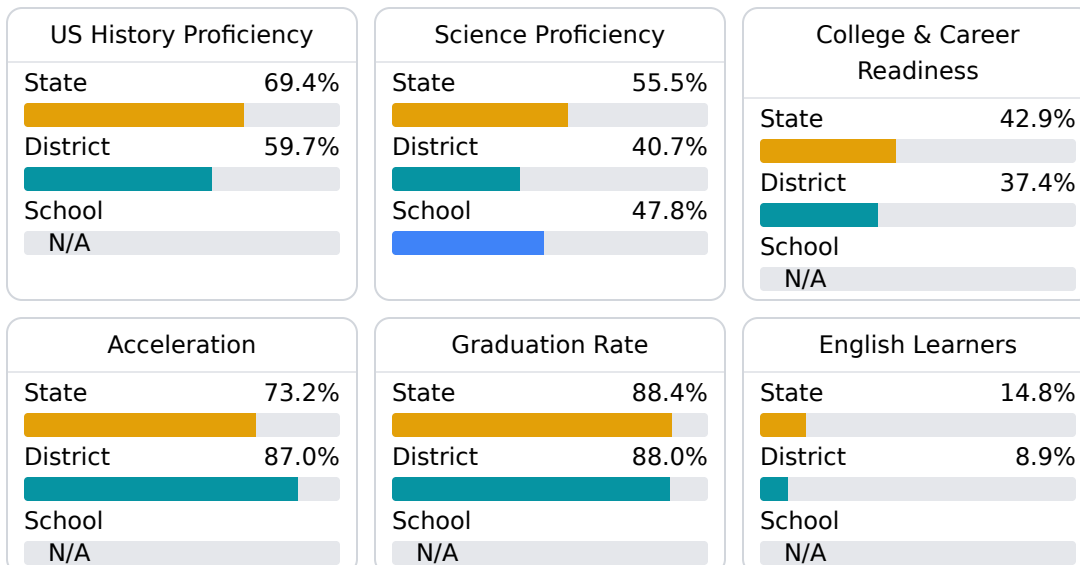 US History Proficiency
State 69.4%
District 59.7%
School
N/A
Science Proficiency
State 55.5%
District 40.7%
School 47.8%
College & Career
Readiness
State 42.9%
District 37.4%
School
N/A
Acceleration
State 73.2%
District 87.0%
School
N/A
Graduation Rate
State 88.4%
District 88.0%
School
N/A
English Learners
State 14.8%
District 8.9%
School
N/A